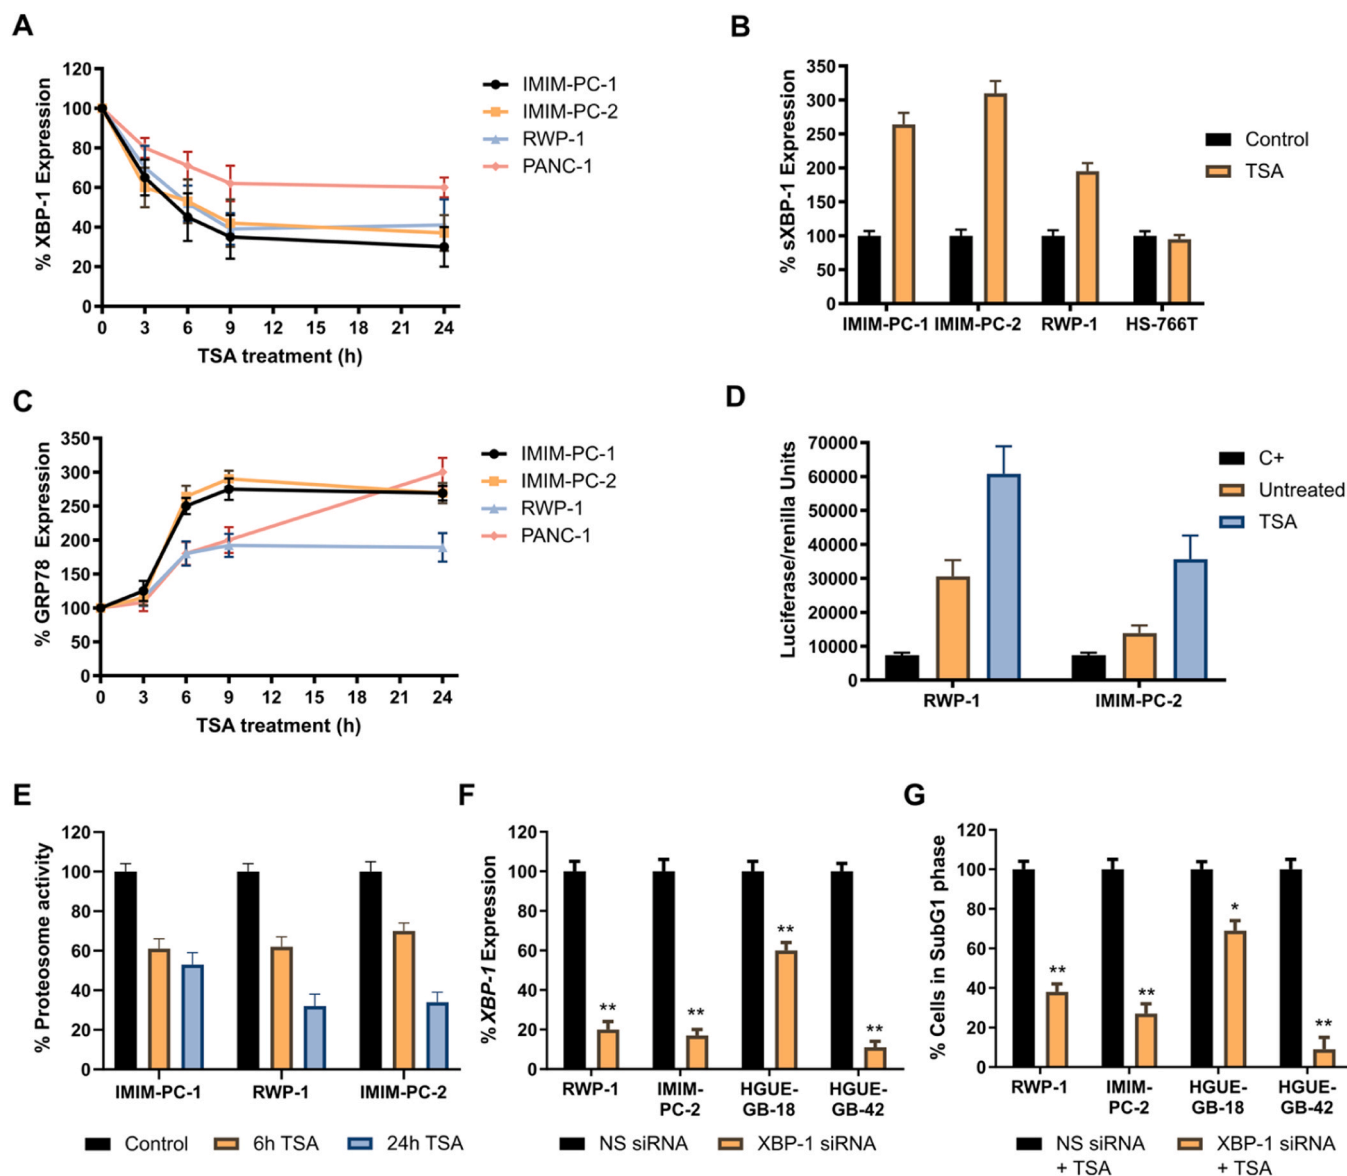 A
% XBP-1 Expression
120
100
80
60
40
20
0
0 3 6 9 12 15 18 21 24
TSA treatment (h)
IMIM-PC-1
IMIM-PC-2
RWP-1
PANC-1
B
% sXBP-1 Expression
350
300
250
200
150
100
50
0
IMIM-PC-1 IMIM-PC-2 RWP-1 HS-766T
Control
TSA
C
% GRP78 Expression
350
300
250
200
150
100
50
0
0 3 6 9 12 15 18 21 24
TSA treatment (h)
IMIM-PC-1
IMIM-PC-2
RWP-1
PANC-1
D
Luciferase/renilla Units
70000
60000
50000
40000
30000
20000
10000
0
RWP-1 IMIM-PC-2
C+
Untreated
TSA
E
% Proteosome activity
120
100
80
60
40
20
0
IMIM-PC-1 RWP-1 IMIM-PC-2
Control 6h TSA 24h TSA
F
% XBP-1 Expression
120
100
80
60
40
20
0
** ** ** **
RWP-1 IMIM- HGUE- HGUE-
PC-2 GB-18 GB-42
NS siRNA XBP-1 siRNA
G
% Cells in SubG1 phase
120
100
80
60
40
20
0
** ** * **
RWP-1 IMIM- HGUE- HGUE-
PC-2 GB-18 GB-42
NS siRNA XBP-1 siRNA
+ TSA + TSA